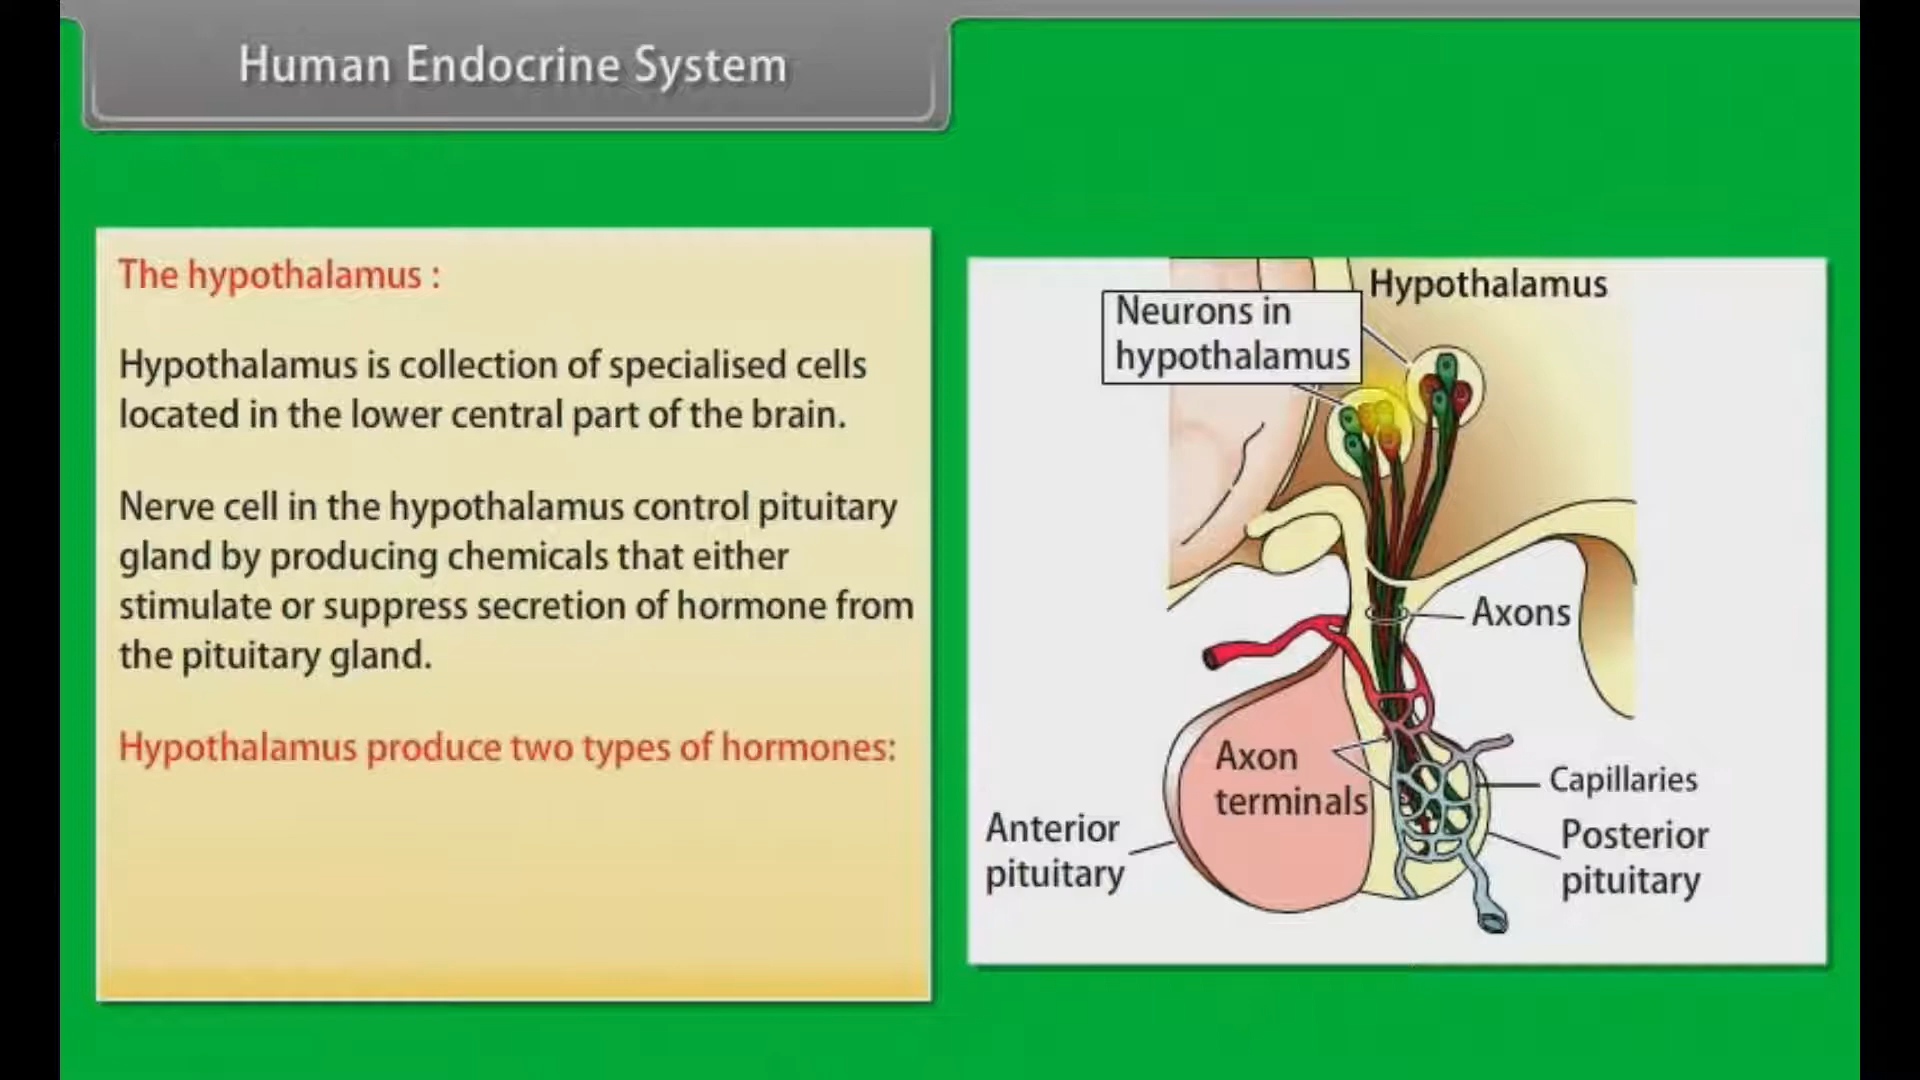 Human Endocrine System
The hypothalamus :
Hypothalamus is collection of specialised cells
located in the lower central part of the brain.
Nerve cell in the hypothalamus control pituitary
gland by producing chemicals that either
stimulate or suppress secretion of hormone from
the pituitary gland.
Hypothalamus produce two types of hormones:
Hypothalamus
Neurons in
hypothalamus
Axons
Axon
terminals
Capillaries
Anterior
pituitary
Posterior
pituitary